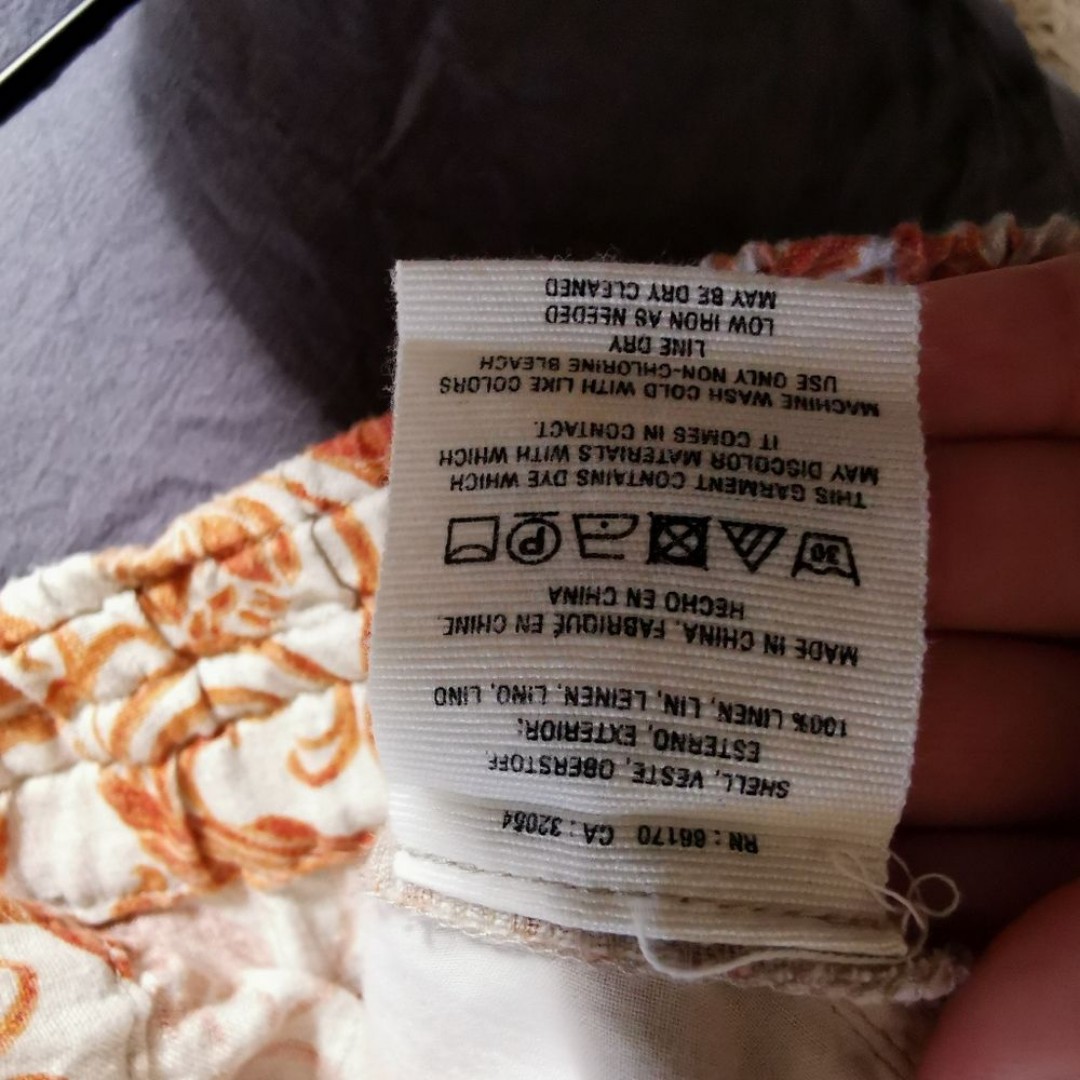 RN : 66170 CA : 32054
SHELL, VESTE, OBERSTOFF,
ESTERNO, EXTERIOR:
100% LINEN, LIN, LEINEN, LINO, LINO
MADE IN CHINA, FABRIQUÉ EN CHINE.
HECHO EN CHINA
30 P
THIS GARMENT CONTAINS DYE WHICH
MAY DISCOLOR MATERIALS WITH WHICH
IT COMES IN CONTACT.
MACHINE WASH COLD WITH LIKE COLORS
USE ONLY NON-CHLORINE BLEACH
LINE DRY
LOW IRON AS NEEDED
MAY BE DRY CLEANED